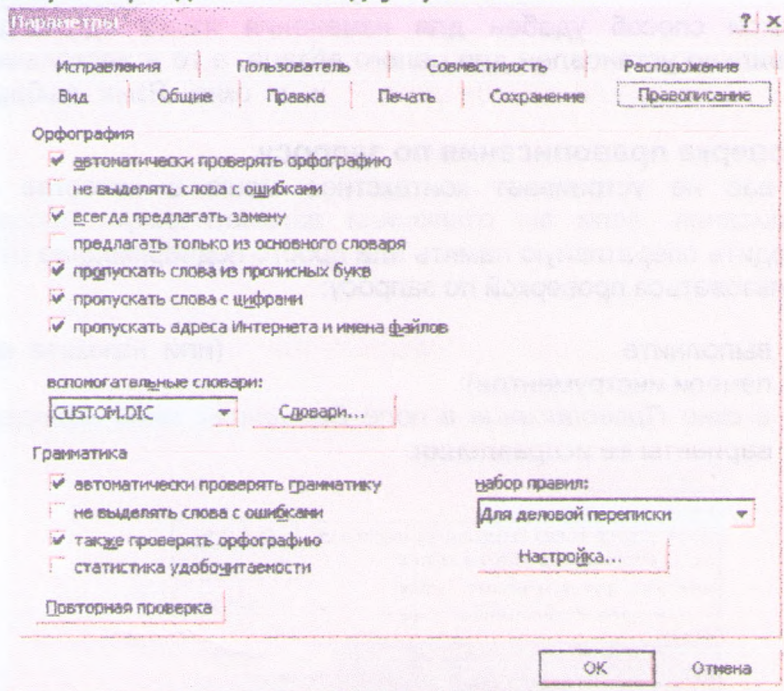 Параметры ? X
Исправления Пользователь Совместимость Расположение
Вид Общие Правка Печать Сохранение Правописание
Орфография
автоматически проверять орфографию
не выделять слова с ошибками
всегда предлагать замену
предлагать только из основного словаря
пропускать слова из прописных букв
пропускать слова с цифрами
пропускать адреса Интернета и имена файлов
вспомогательные словари:
CUSTOM.DIC Словари...
Грамматика
автоматически проверять грамматику
набор правил:
не выделять слова с ошибками
Для деловой переписки
также проверять орфографию
Настройка...
статистика удобочитаемости
Повторная проверка
OK Отмена